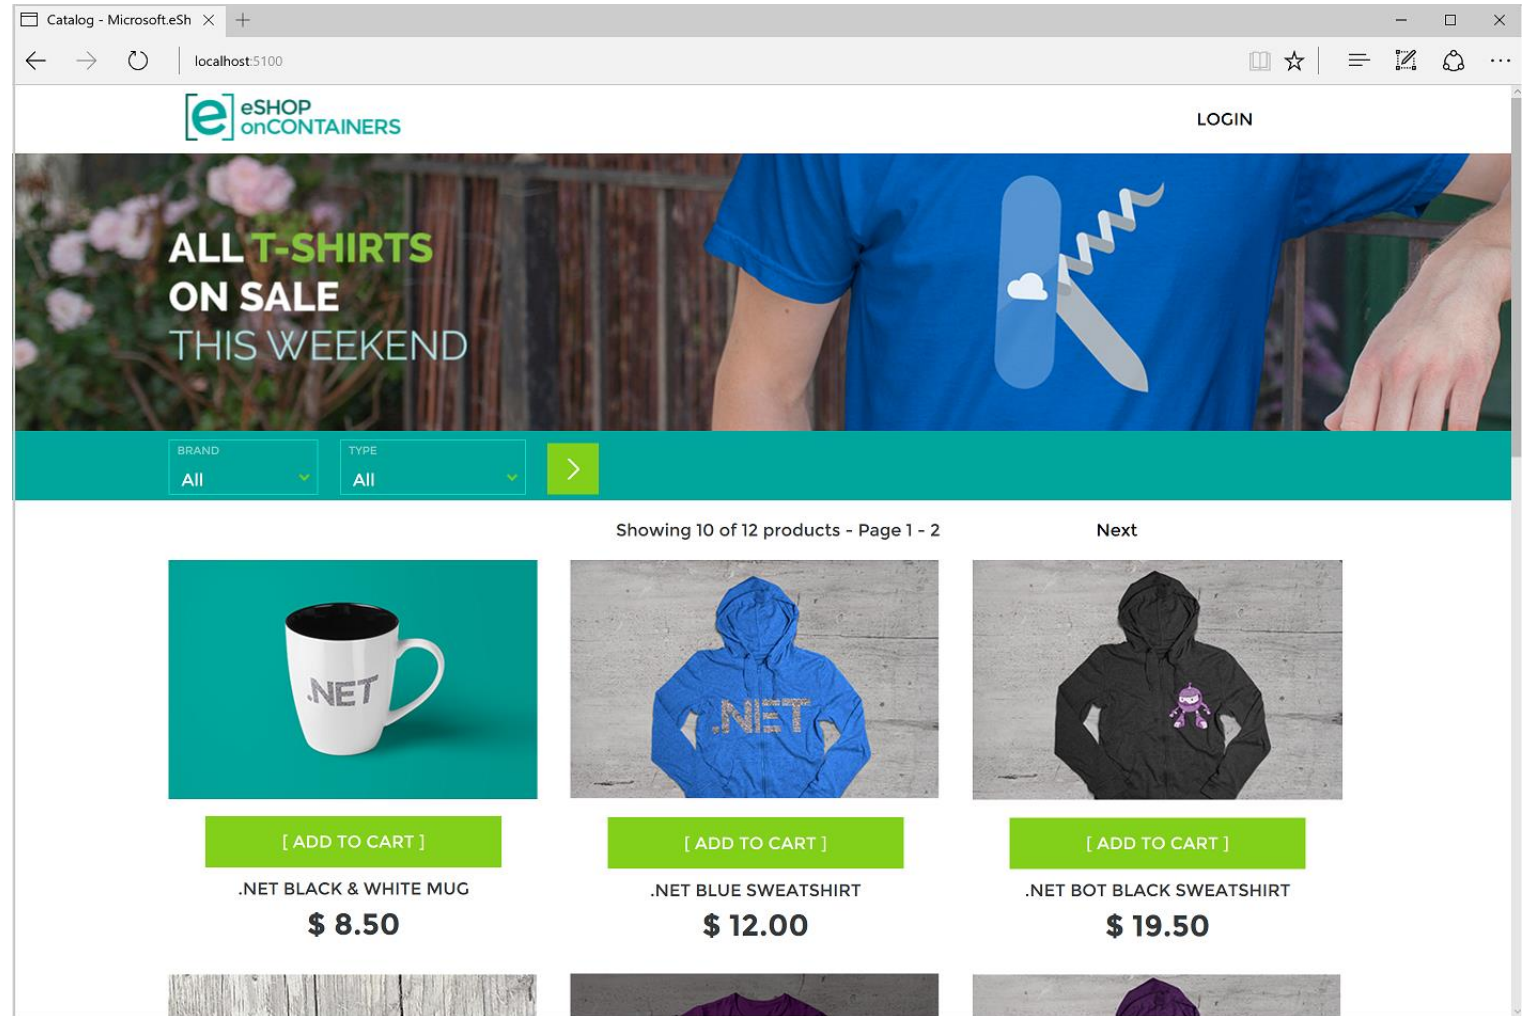 Catalog - Microsoft.eSh
localhost:5100
eSHOP
onCONTAINERS
LOGIN
ALL T-SHIRTS
ON SALE
THIS WEEKEND
BRAND
All
TYPE
All
Showing 10 of 12 products - Page 1 - 2
Next
.NET
.NET
[ ADD TO CART ]
[ ADD TO CART ]
[ ADD TO CART ]
.NET BLACK & WHITE MUG
.NET BLUE SWEATSHIRT
.NET BOT BLACK SWEATSHIRT
$ 8.50
$ 12.00
$ 19.50